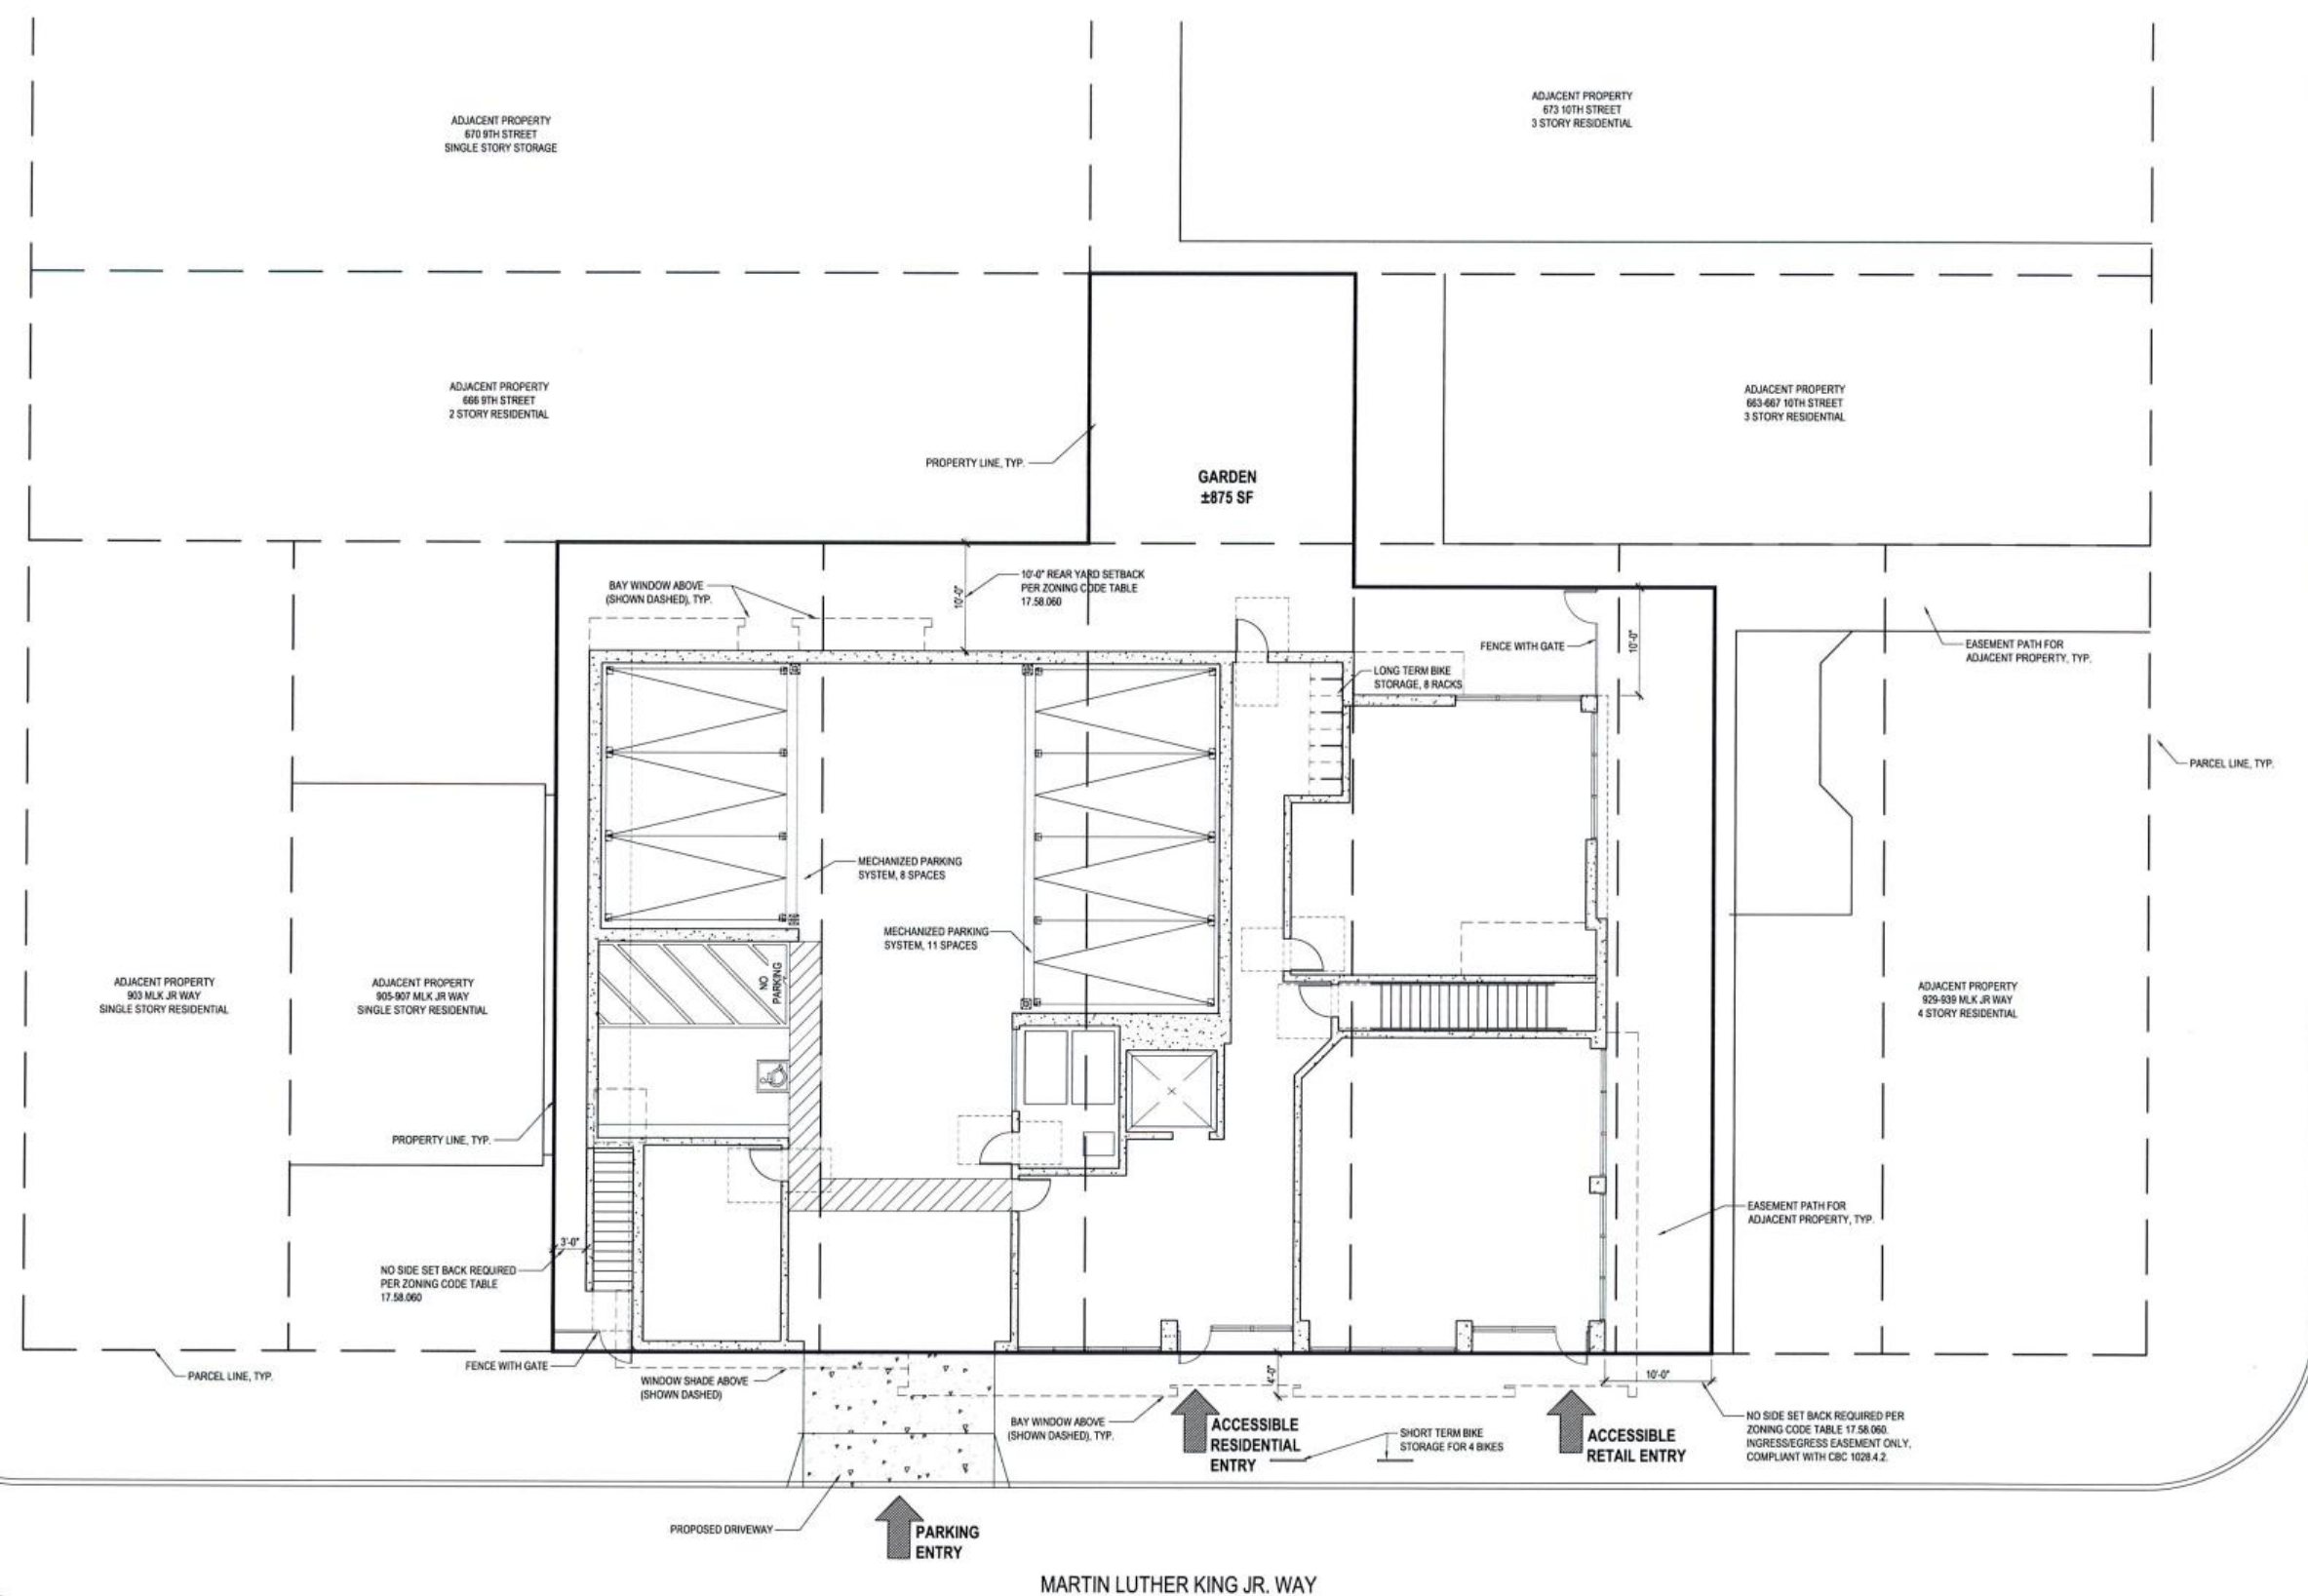 ADJACENT PROPERTY
670 9TH STREET
SINGLE STORY STORAGE
ADJACENT PROPERTY
673 10TH STREET
3 STORY RESIDENTIAL
ADJACENT PROPERTY
666 9TH STREET
2 STORY RESIDENTIAL
ADJACENT PROPERTY
663-667 10TH STREET
3 STORY RESIDENTIAL
PROPERTY LINE, TYP.
GARDEN
±875 SF
BAY WINDOW ABOVE
(SHOWN DASHED), TYP.
10'-0"
10'-0" REAR YARD SETBACK
PER ZONING CODE TABLE
17.58.060
FENCE WITH GATE
10'-0"
EASEMENT PATH FOR
ADJACENT PROPERTY, TYP.
LONG TERM BIKE
STORAGE, 8 RACKS
PARCEL LINE, TYP.
MECHANIZED PARKING
SYSTEM, 8 SPACES
MECHANIZED PARKING
SYSTEM, 11 SPACES
NO
PARKING
ADJACENT PROPERTY
903 MLK JR WAY
SINGLE STORY RESIDENTIAL
ADJACENT PROPERTY
905-907 MLK JR WAY
SINGLE STORY RESIDENTIAL
ADJACENT PROPERTY
929-939 MLK JR WAY
4 STORY RESIDENTIAL
PROPERTY LINE, TYP.
EASEMENT PATH FOR
ADJACENT PROPERTY, TYP.
3'-0"
NO SIDE SET BACK REQUIRED
PER ZONING CODE TABLE
17.58.060
FENCE WITH GATE
PARCEL LINE, TYP.
WINDOW SHADE ABOVE
(SHOWN DASHED)
4'-0"
10'-0"
BAY WINDOW ABOVE
(SHOWN DASHED), TYP.
ACCESSIBLE
RESIDENTIAL
ENTRY
SHORT TERM BIKE
STORAGE FOR 4 BIKES
ACCESSIBLE
RETAIL ENTRY
NO SIDE SET BACK REQUIRED PER
ZONING CODE TABLE 17.58.060.
INGRESS/EGRESS EASEMENT ONLY,
COMPLIANT WITH CBC 1028.4.2.
PROPOSED DRIVEWAY
PARKING
ENTRY
MARTIN LUTHER KING JR. WAY